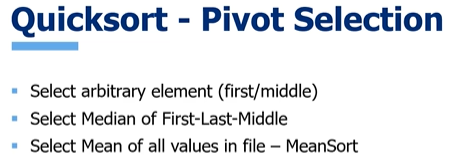 Quicksort - Pivot Selection
Select arbitrary element (first/middle)
Select Median of First-Last-Middle
Select Mean of all values in file – MeanSort